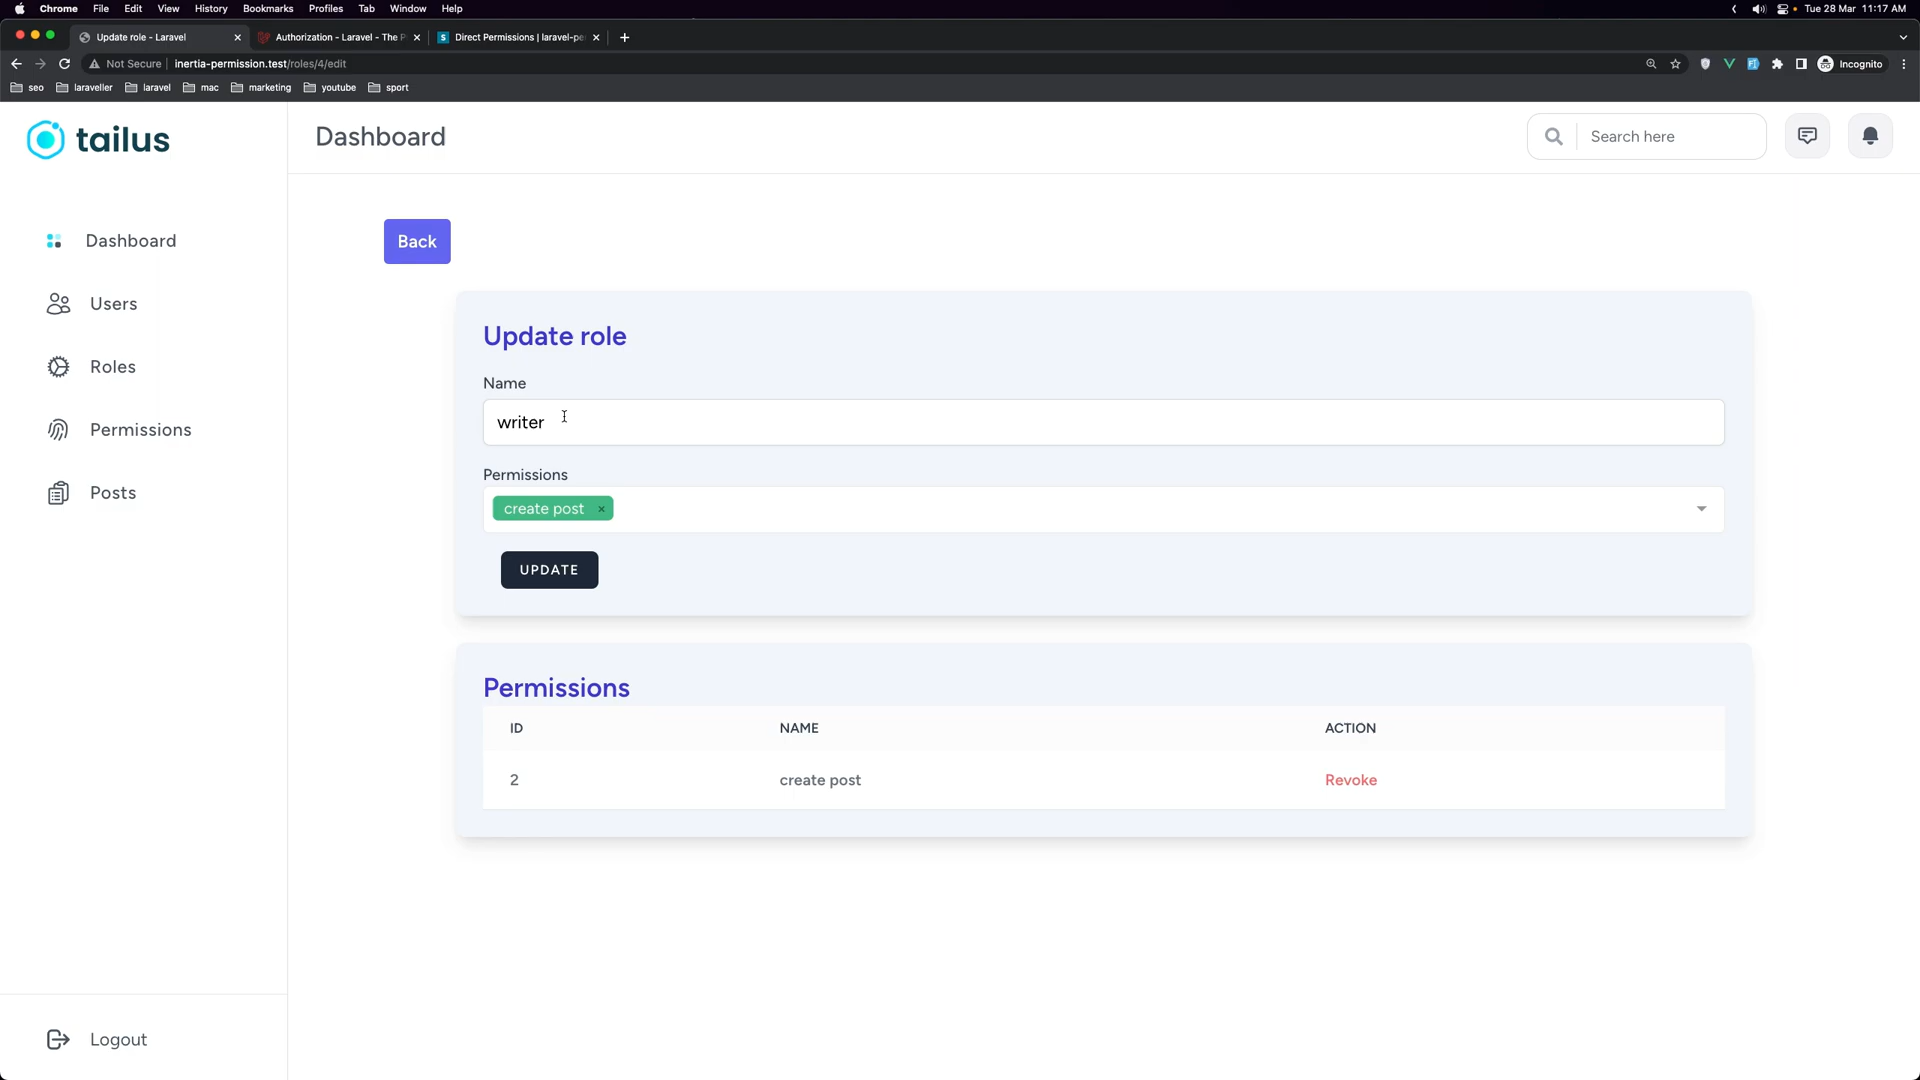 Chrome File Edit View History Bookmarks Profiles Tab Window Help
Tue 28 Mar 11:17 AM
Update role - Laravel
Authorization - Laravel - The P
Direct Permissions | laravel-pe
Not Secure
inertia-permission.test/roles/4/edit
Incognito
seo
laraveller
laravel
mac
marketing
youtube
sport
tailus
Dashboard
Search here
Dashboard
Users
Roles
Permissions
Posts
Logout
Back
Update role
Name
writer
Permissions
create post ×
UPDATE
Permissions
ID NAME ACTION
2 create post Revoke